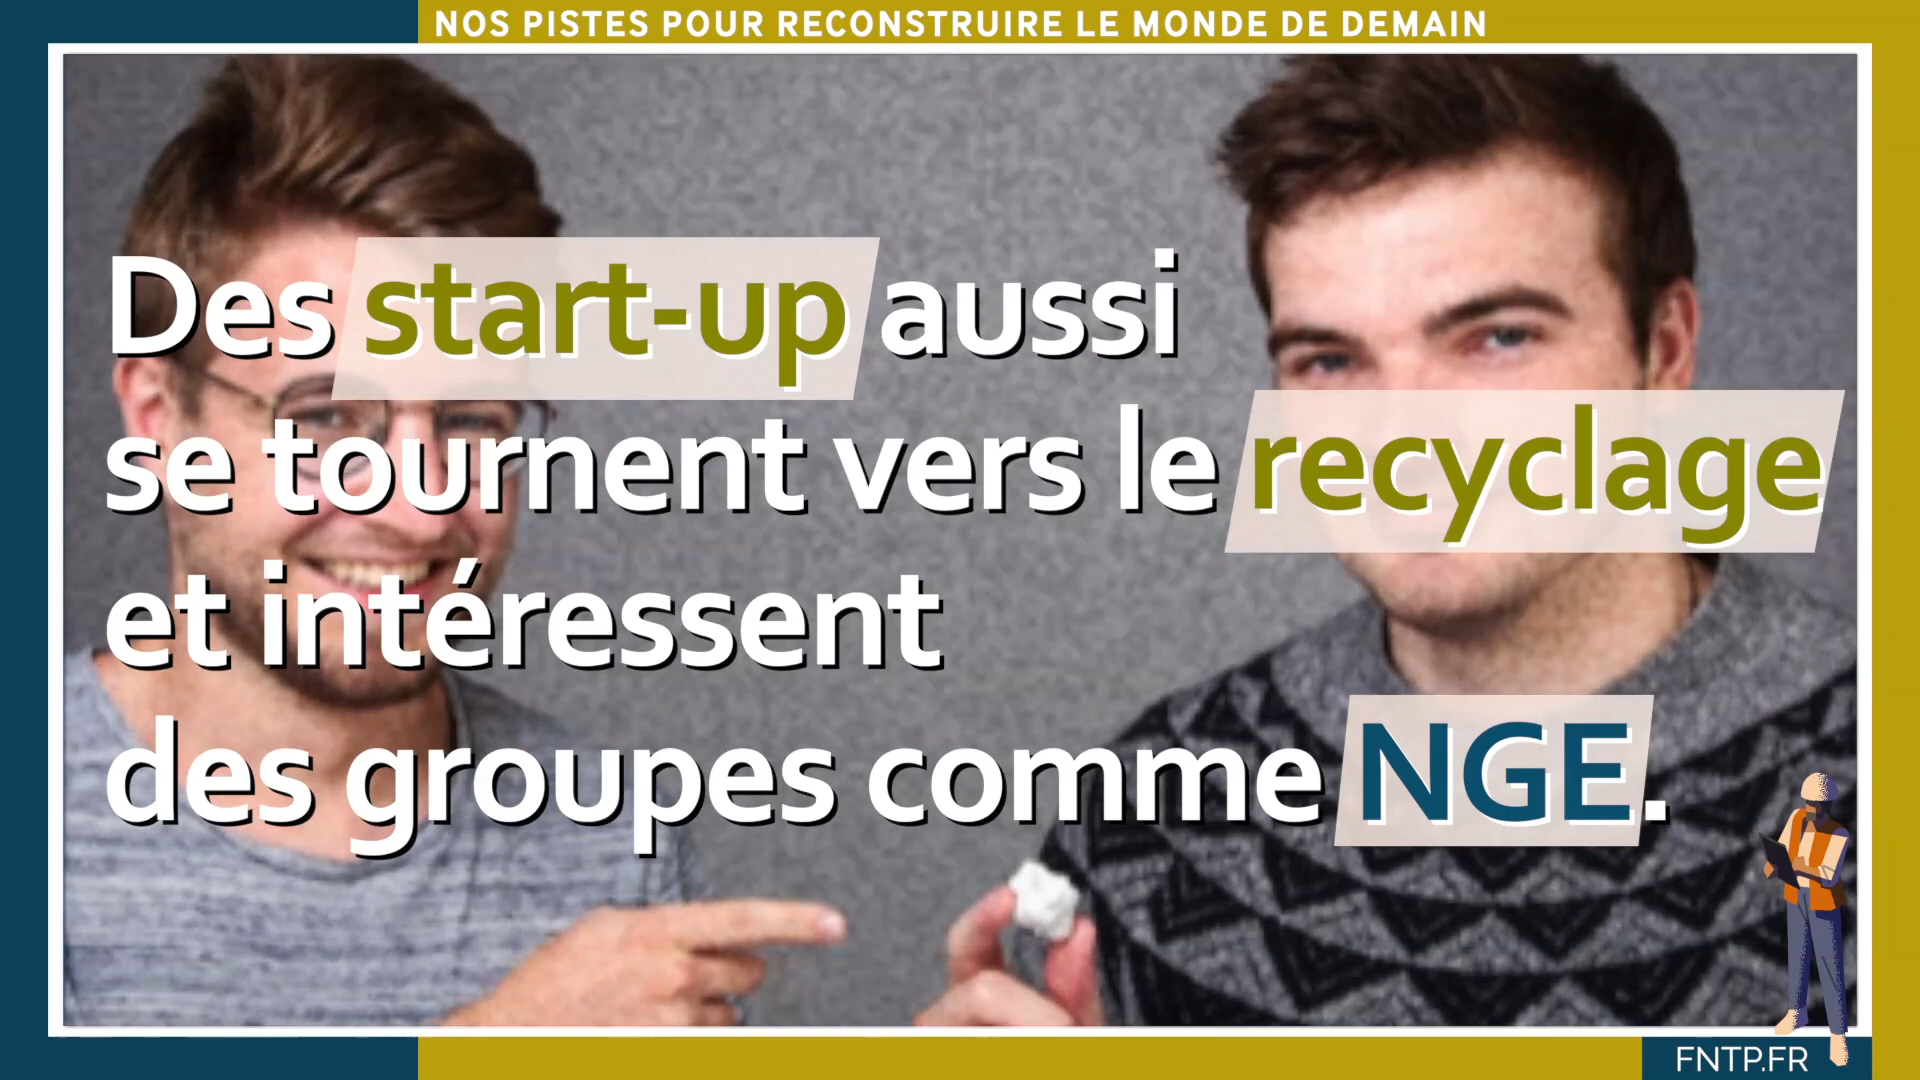 NOS PISTES POUR RECONSTRUIRE LE MONDE DE DEMAIN
Des start-up aussi
se tournent vers le recyclage
et intéressent
des groupes comme NGE.
FNTP.FR